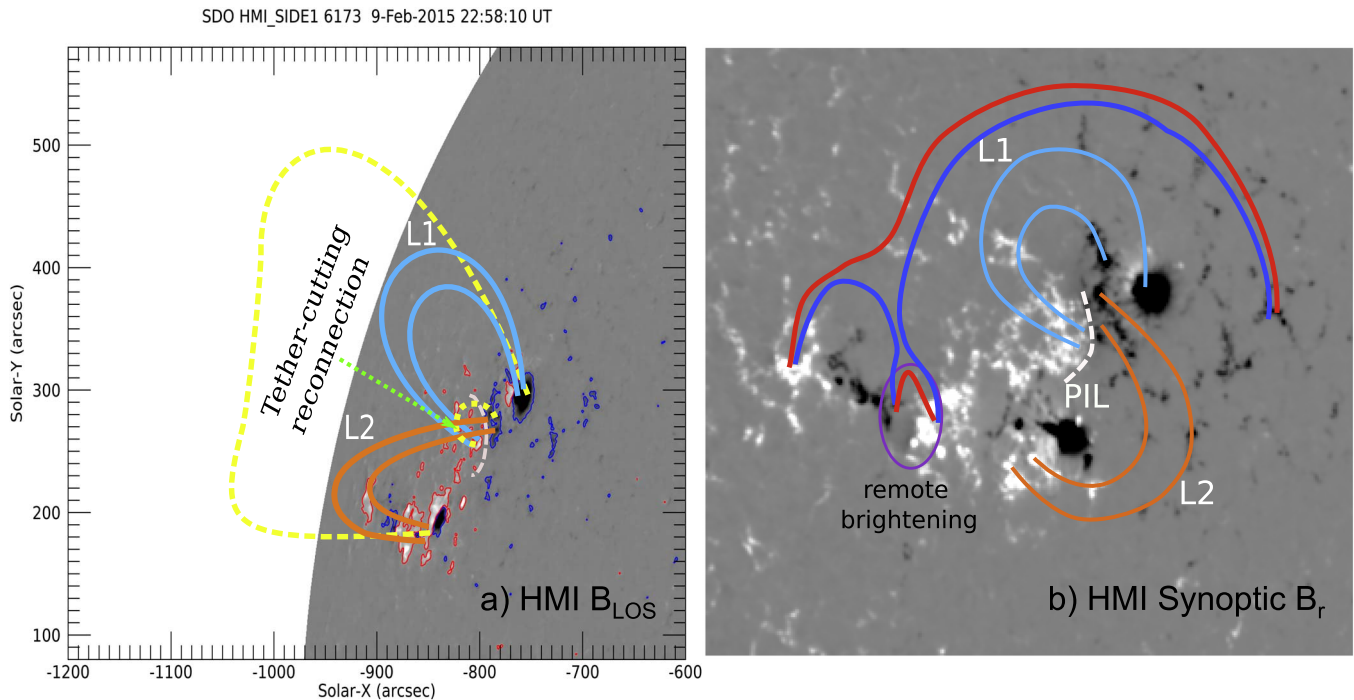 SDO HMI_SIDE1 6173 9-Feb-2015 22:58:10 UT
Solar-Y (arcsec)
500
400
300
200
100
-1200
-1100
-1000
-900
-800
-700
-600
Solar-X (arcsec)
Tether-cutting
reconnection
L1
L2
a) HMI B_LOS
L1
PIL
L2
remote
brightening
b) HMI Synoptic B_r